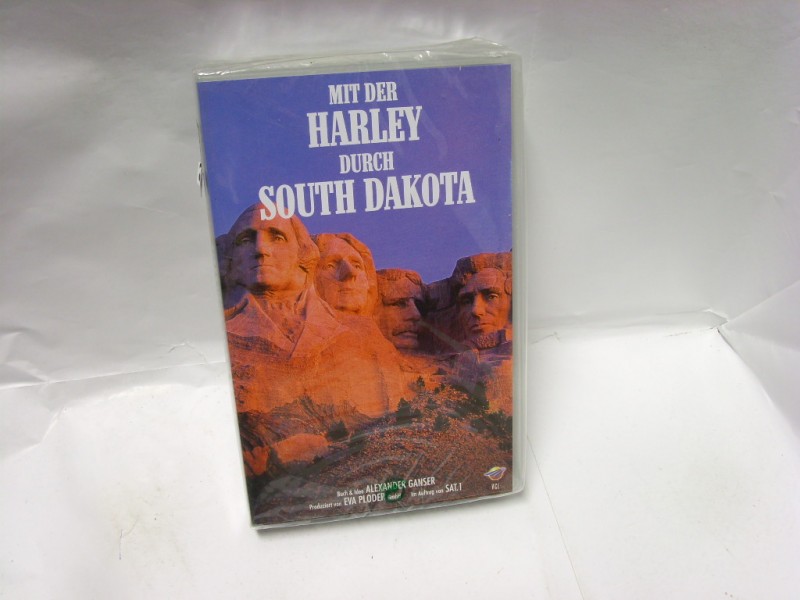 MIT DER
HARLEY
DURCH
SOUTH DAKOTA
Buch & Idee ALEXANDER GANSER
Produziert von EVA PLODER im Auftrag von SAT.1